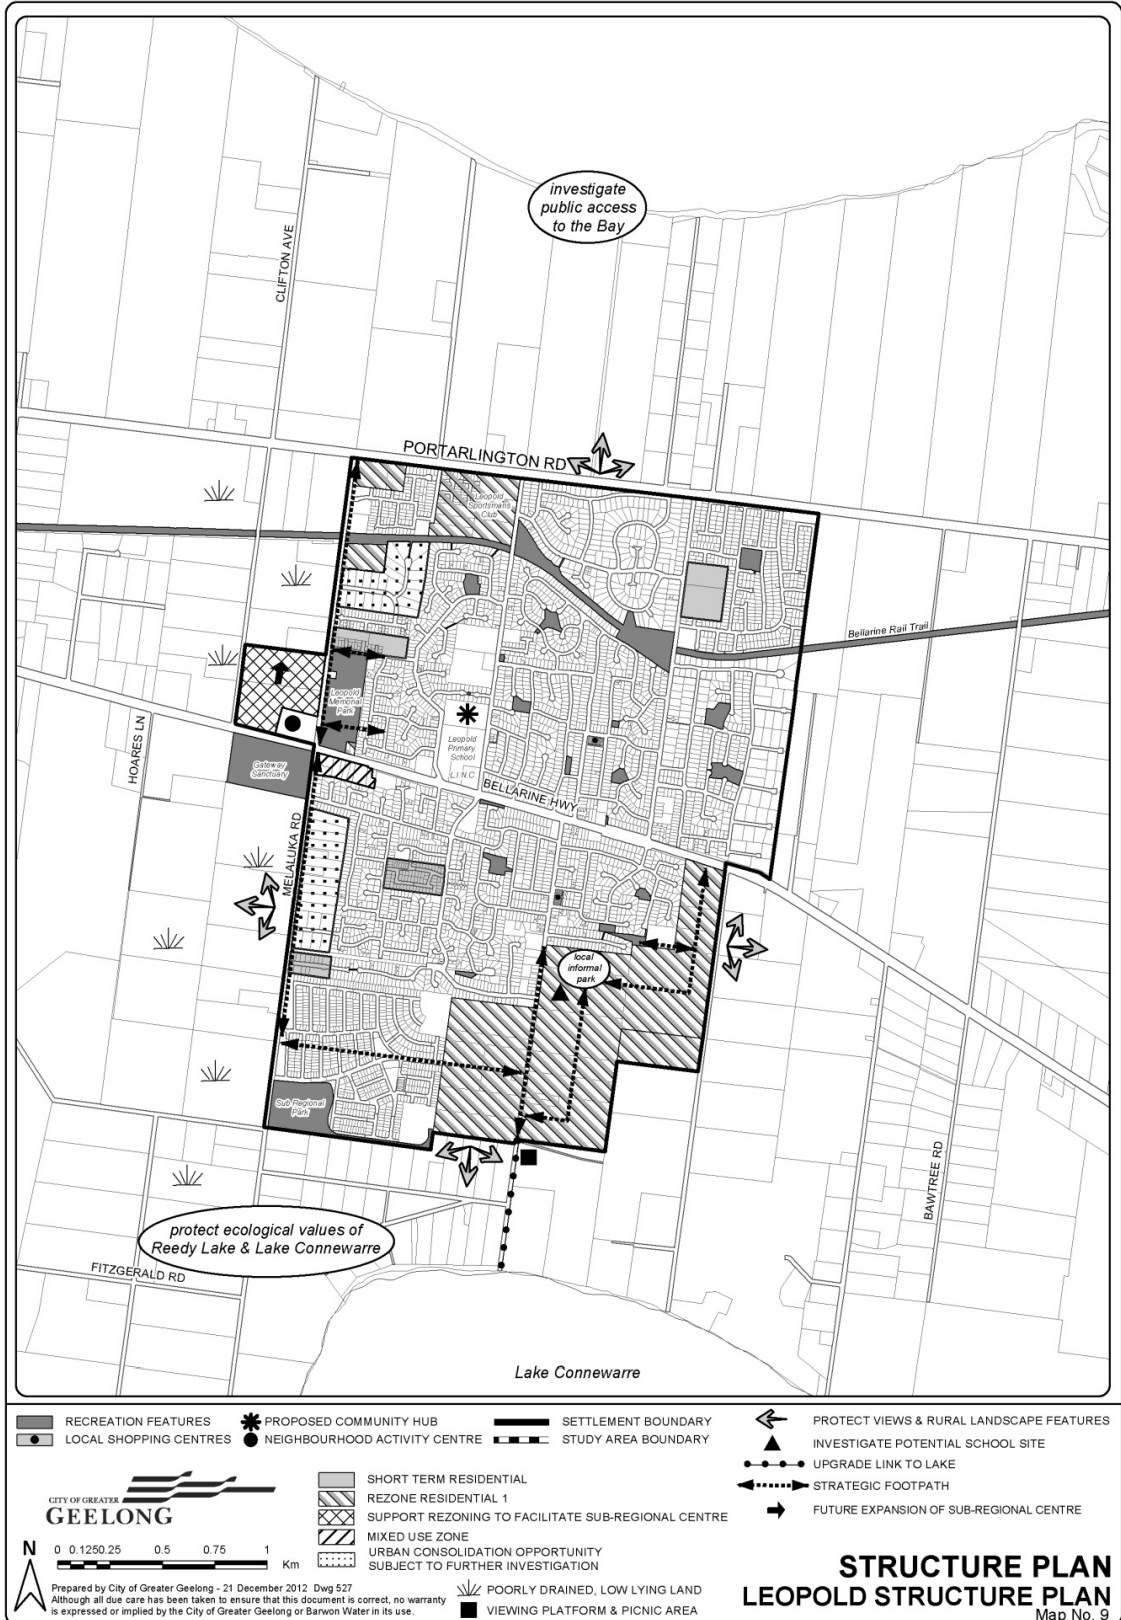 investigate
public access
to the Bay
CLIFTON AVE
PORTARLINGTON RD
Leopold
Sportsmans
Club
Bellarine Rail Trail
Leopold
Memorial
Park
Leopold
Primary
School
L.I.N.C.
HOARES LN
Gateway
Sanctuary
BELLARINE HWY
MELALUKA RD
local
informal
park
Sub Regional
Park
BAWTREE RD
protect ecological values of
Reedy Lake & Lake Connewarre
FITZGERALD RD
Lake Connewarre
RECREATION FEATURES
LOCAL SHOPPING CENTRES
PROPOSED COMMUNITY HUB
NEIGHBOURHOOD ACTIVITY CENTRE
SETTLEMENT BOUNDARY
STUDY AREA BOUNDARY
PROTECT VIEWS & RURAL LANDSCAPE FEATURES
INVESTIGATE POTENTIAL SCHOOL SITE
UPGRADE LINK TO LAKE
STRATEGIC FOOTPATH
FUTURE EXPANSION OF SUB-REGIONAL CENTRE
SHORT TERM RESIDENTIAL
REZONE RESIDENTIAL 1
SUPPORT REZONING TO FACILITATE SUB-REGIONAL CENTRE
MIXED USE ZONE
URBAN CONSOLIDATION OPPORTUNITY
SUBJECT TO FURTHER INVESTIGATION
POORLY DRAINED, LOW LYING LAND
VIEWING PLATFORM & PICNIC AREA
CITY OF GREATER
GEELONG
N
0 0.125 0.25 0.5 0.75 1
Km
Prepared by City of Greater Geelong - 21 December 2012 Dwg 527
Although all due care has been taken to ensure that this document is correct, no warranty
is expressed or implied by the City of Greater Geelong or Barwon Water in its use.
STRUCTURE PLAN
LEOPOLD STRUCTURE PLAN
Map No. 9